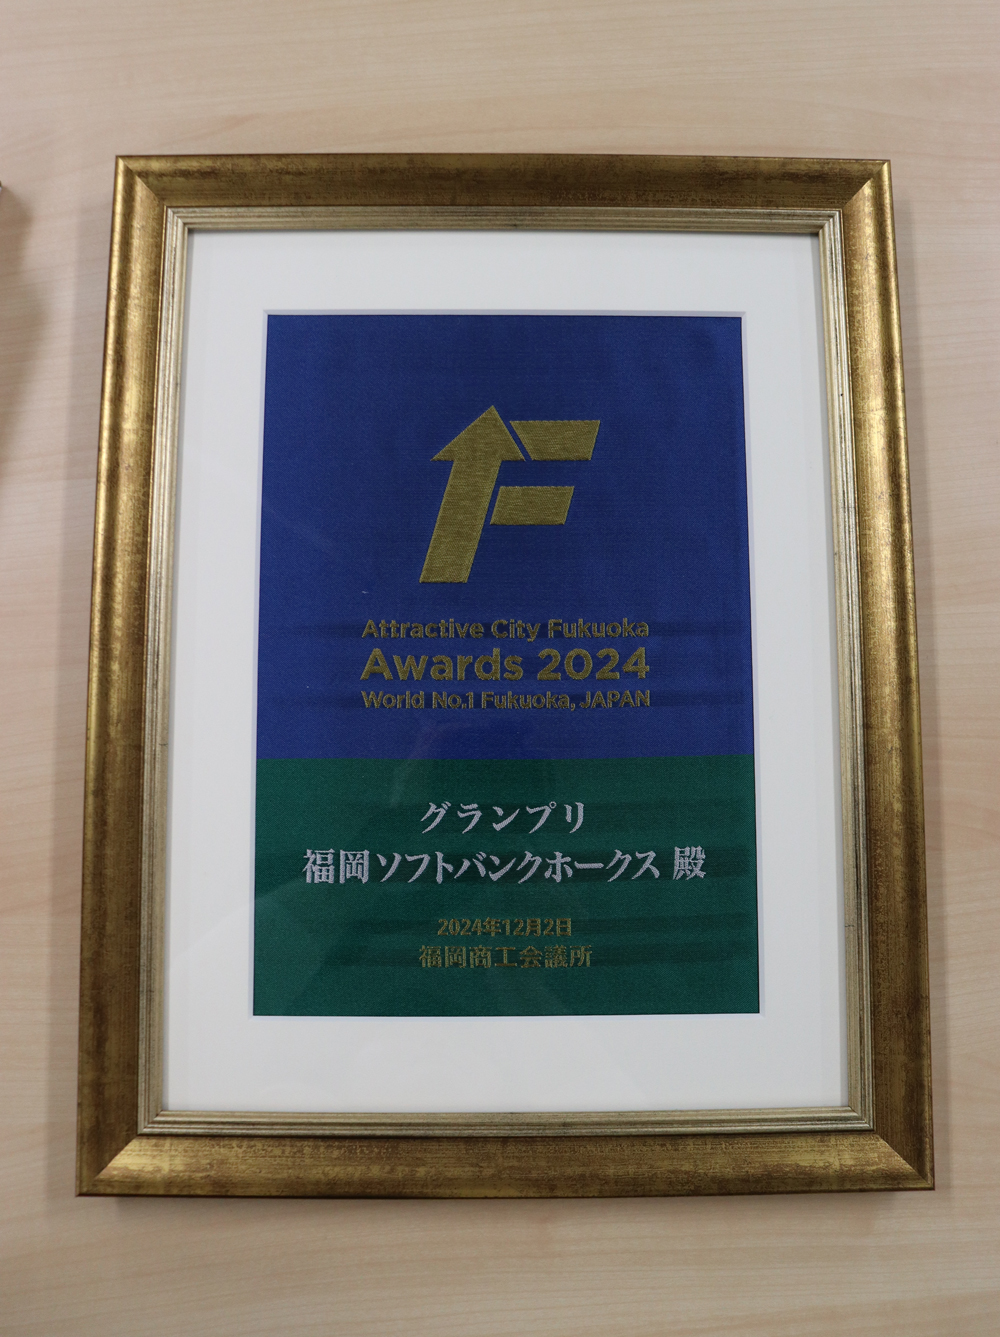 F
Attractive City Fukuoka
Awards 2024
World No.1 Fukuoka, JAPAN
グランプリ
福岡ソフトバンクホークス 殿
2024年12月2日
福岡商工会議所